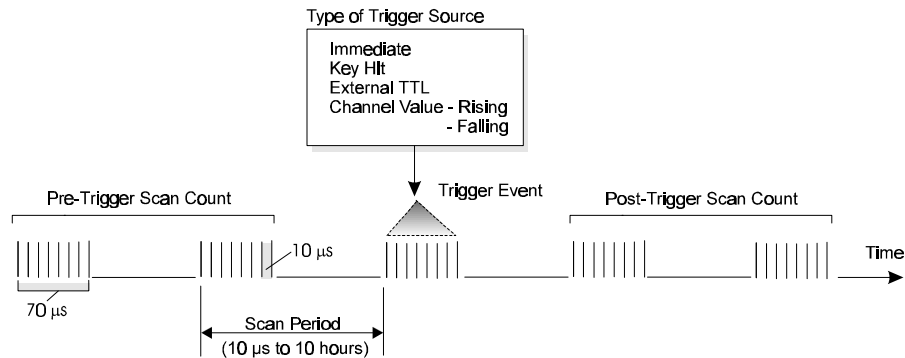 Type of Trigger Source
Immediate
Key HIt
External TTL
Channel Value - Rising
- Falling
Pre-Trigger Scan Count
Trigger Event
Post-Trigger Scan Count
10 µs
Time
70 µs
Scan Period
(10 µs to 10 hours)